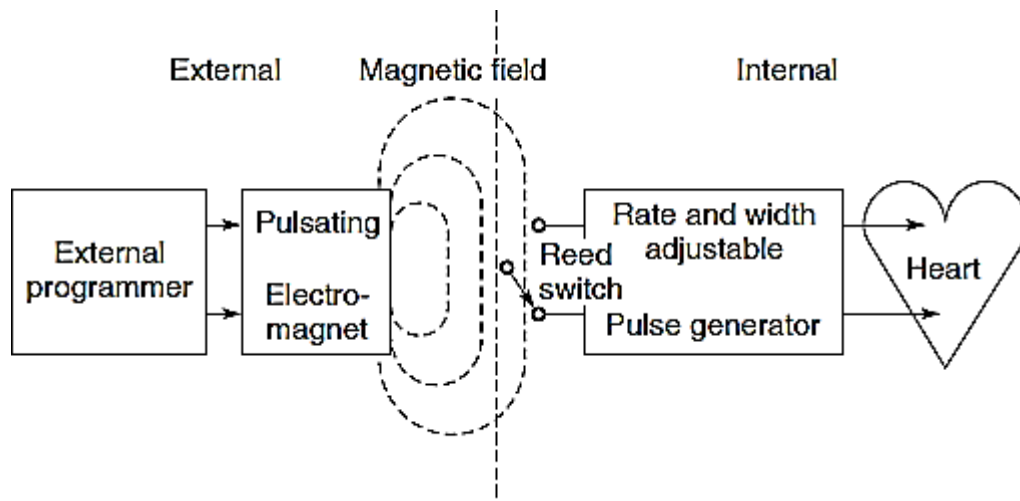 External
Magnetic field
Internal
External
programmer
Pulsating
Electro-
magnet
Reed
switch
Rate and width
adjustable
Pulse generator
Heart